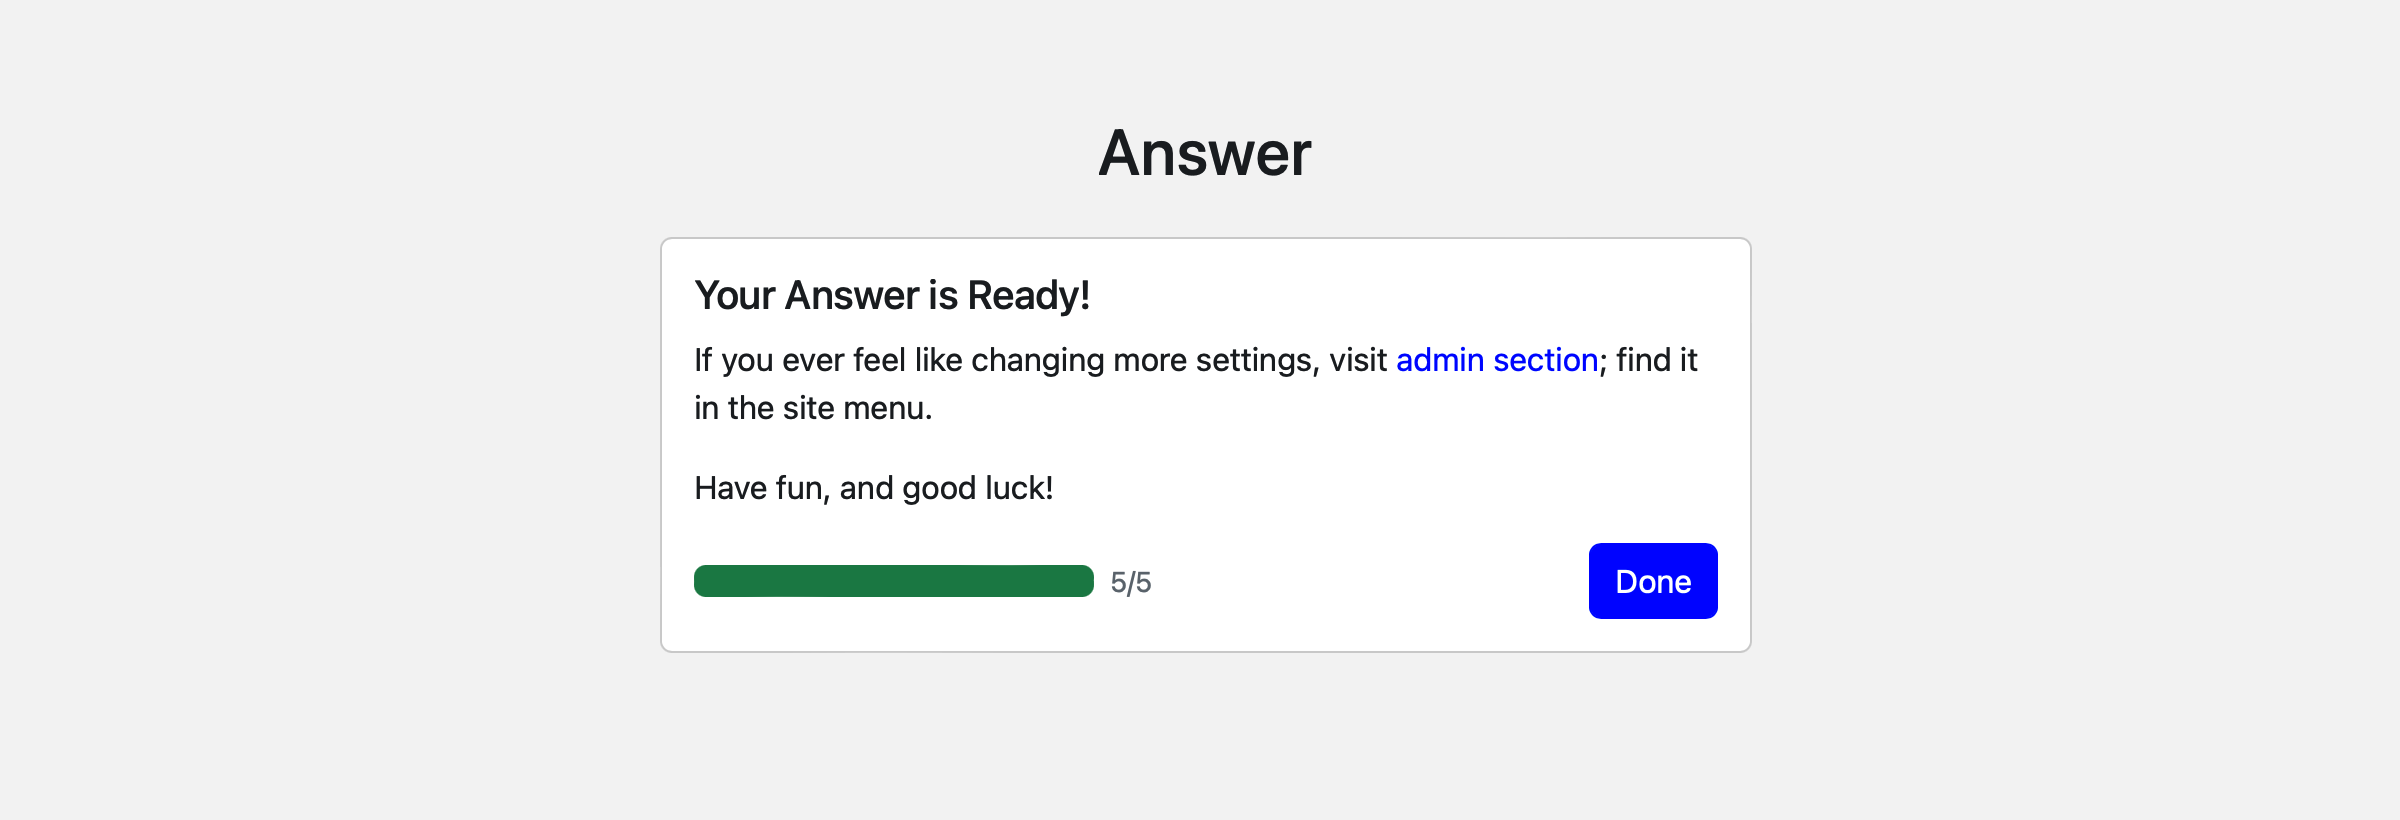 Answer
Your Answer is Ready!
If you ever feel like changing more settings, visit admin section; find it
in the site menu.
Have fun, and good luck!
5/5
Done